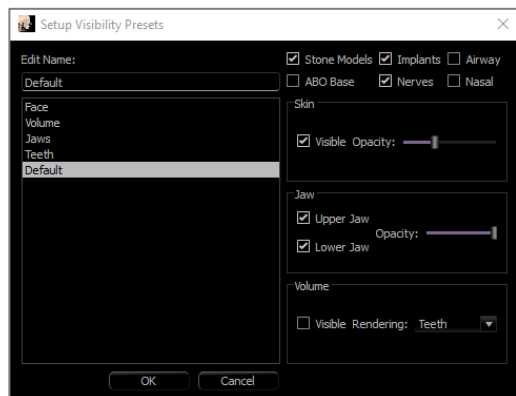 Setup Visibility Presets
Edit Name:
Default
Face
Volume
Jaws
Teeth
Default
OK Cancel
Stone Models Implants Airway
ABO Base Nerves Nasal
Skin
Visible Opacity:
Jaw
Upper Jaw
Opacity:
Lower Jaw
Volume
Visible Rendering: Teeth